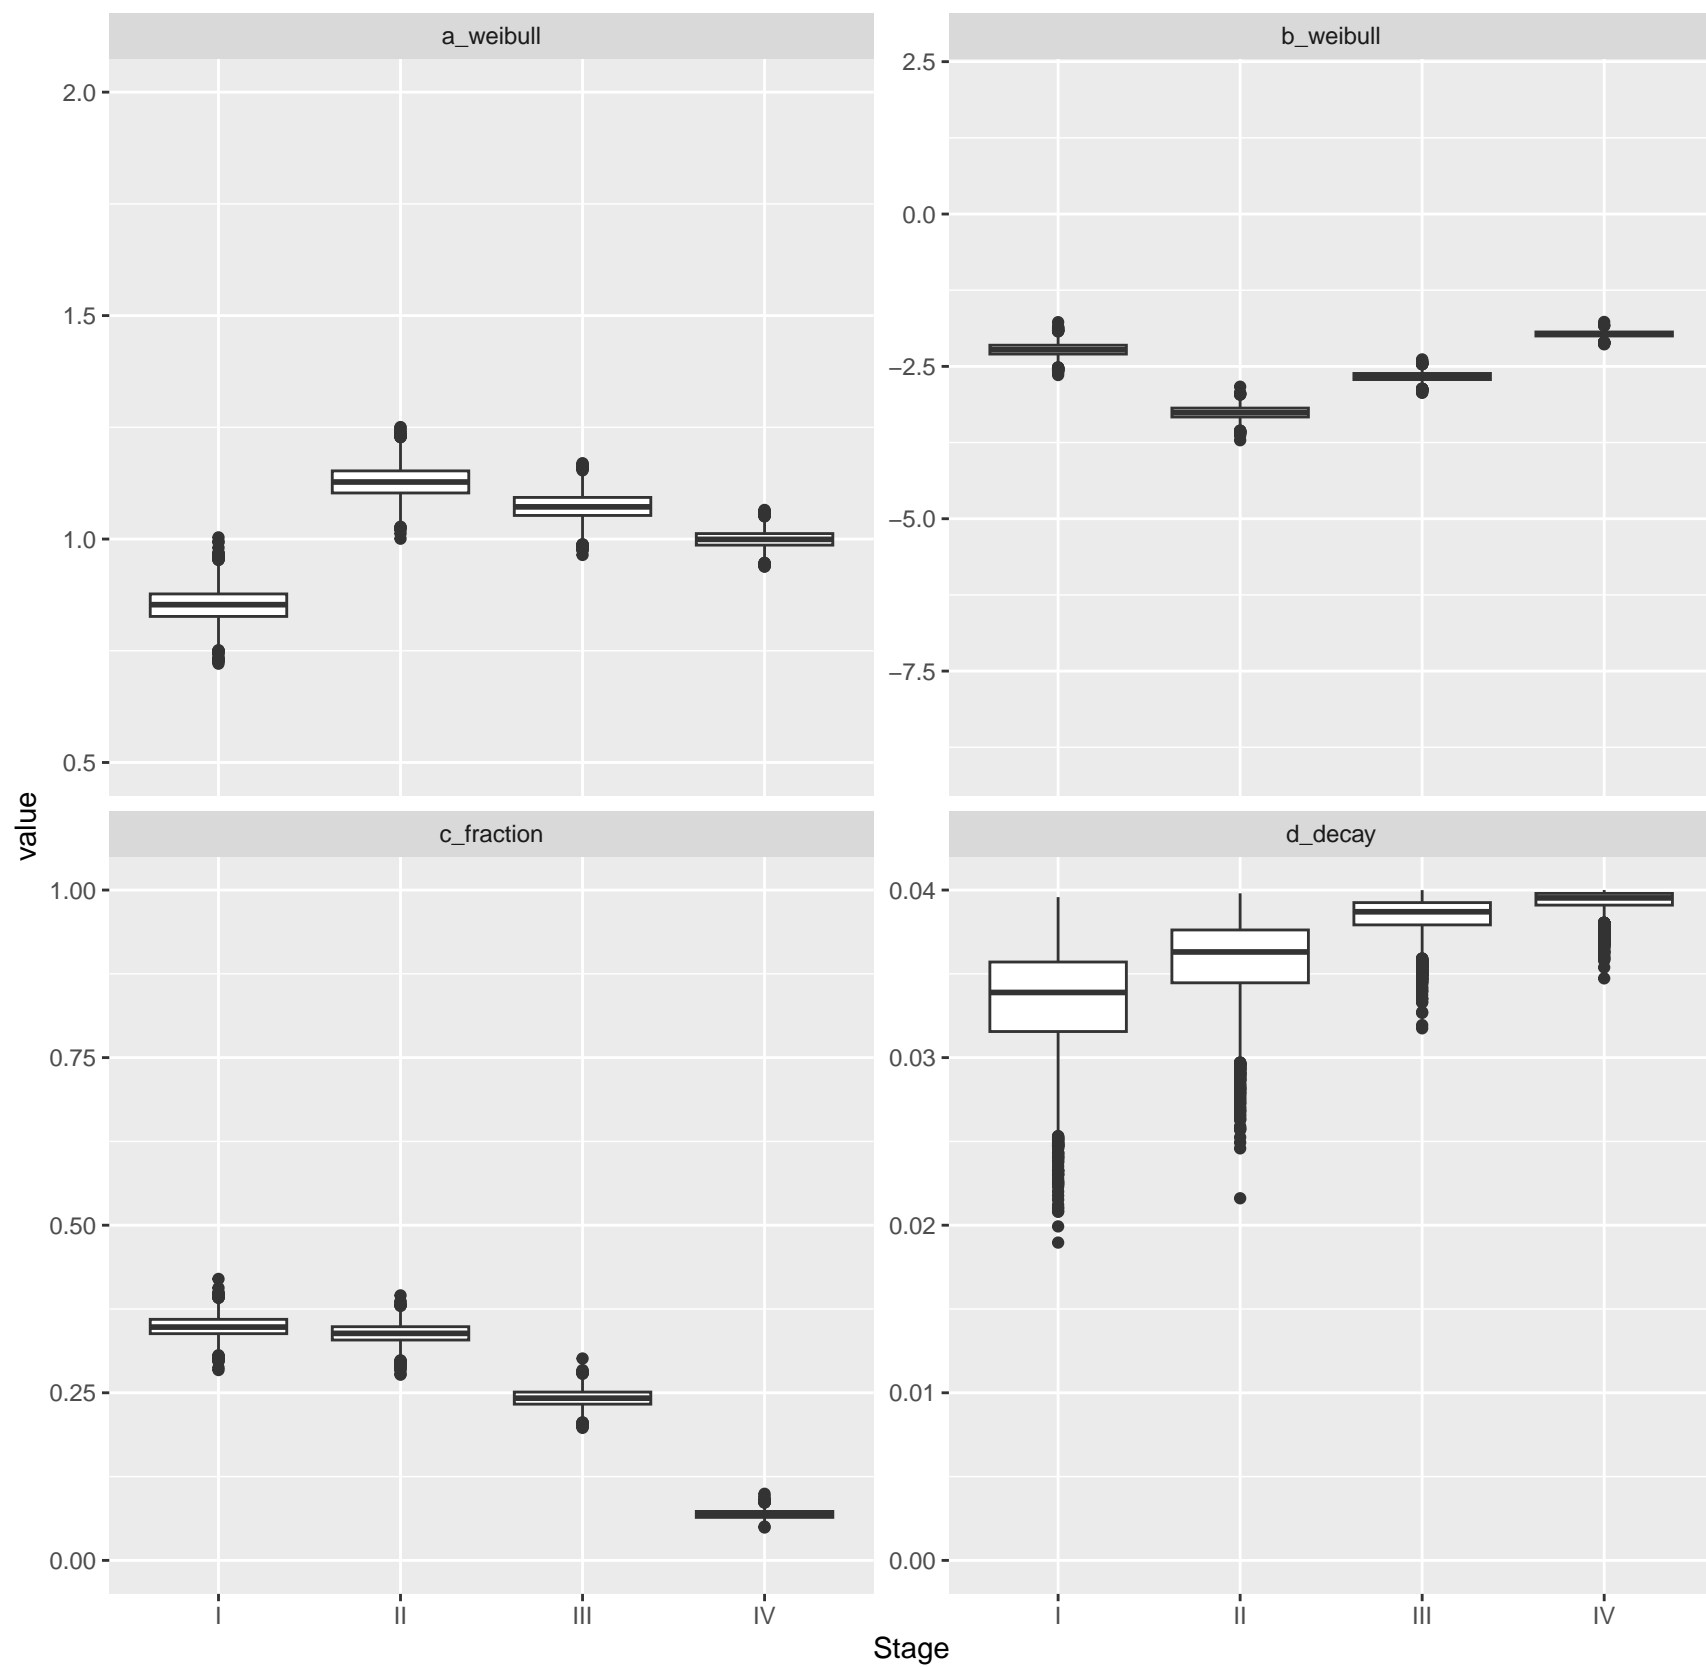 a_weibull
b_weibull
2.0
1.5
1.0
0.5
2.5
0.0
−2.5
−5.0
−7.5
value
c_fraction
d_decay
1.00
0.75
0.50
0.25
0.00
0.04
0.03
0.02
0.01
0.00
I II III IV
I II III IV
Stage